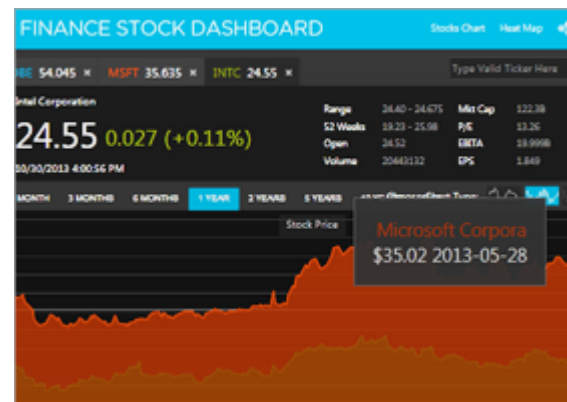 FINANCE STOCK DASHBOARD
Stocks Chart Heat Map
54.045 × MSFT 35.635 × INTC 24.55 ×
Type Valid Ticker Here
Intel Corporation
24.55 0.027 (+0.11%)
10/30/2013 4:00:56 PM
Range 24.40 - 24.675 Mkt Cap 122.3B
52 Weeks 19.23 - 25.98 P/E 13.26
Open 24.52 EBITA 19.999B
Volume 20443132 EPS 1.849
MONTH 3 MONTHS 6 MONTHS 1 YEAR 2 YEARS 5 YEARS Type:
Stock Price
Microsoft Corpora
$35.02 2013-05-28